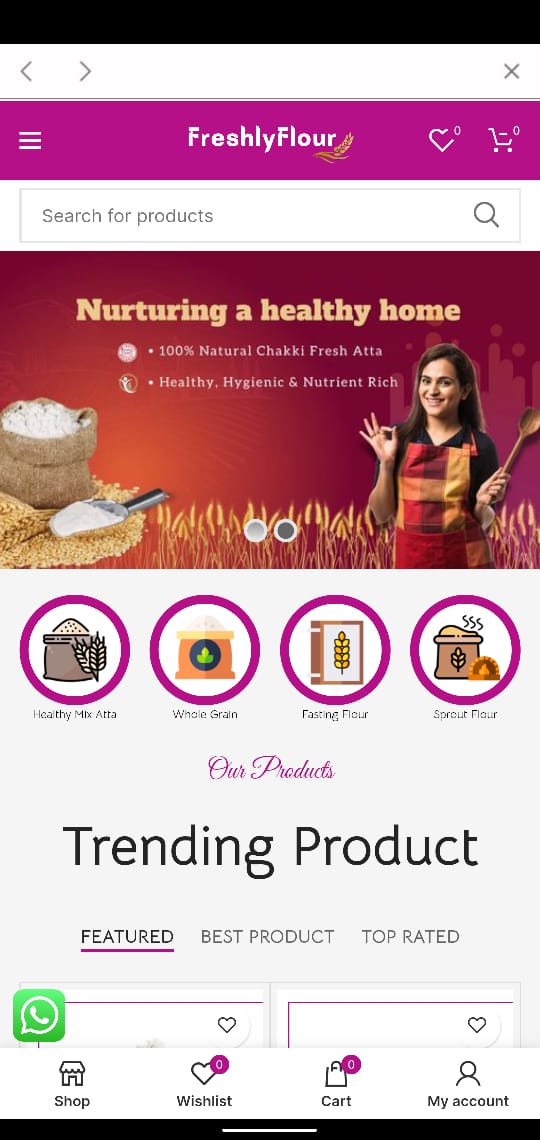 FreshlyFlour
0
0
Search for products
Nurturing a healthy home
• 100% Natural Chakki Fresh Atta
• Healthy, Hygienic & Nutrient Rich
Healthy Mix Atta
Whole Grain
Fasting Flour
Sprout Flour
Our Products
Trending Product
FEATURED
BEST PRODUCT
TOP RATED
0
0
Shop
Wishlist
Cart
My account